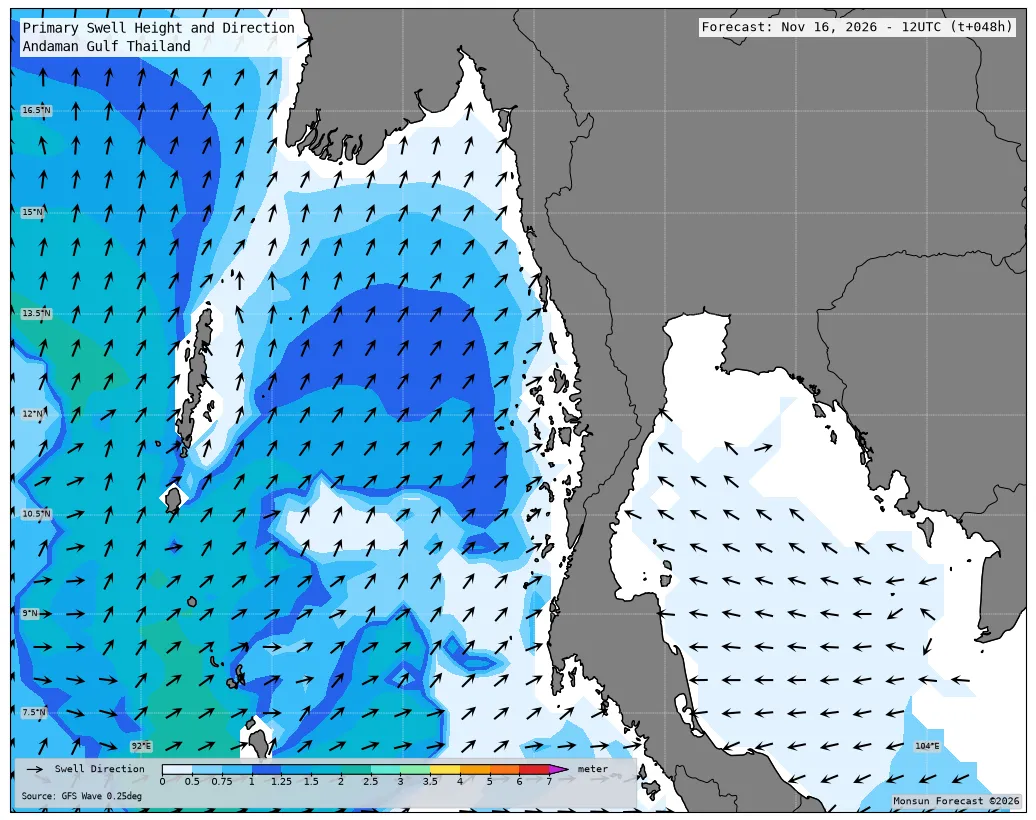 Primary Swell Height and Direction
Andaman Gulf Thailand
Forecast: Nov 16, 2026 - 12UTC (t+048h)
16.5°N
15°N
13.5°N
12°N
10.5°N
9°N
7.5°N
92°E
104°E
Swell Direction
meter
0 0.5 0.75 1 1.25 1.5 2 2.5 3 3.5 4 5 6 7
Source: GFS Wave 0.25deg
Monsun Forecast ©2026